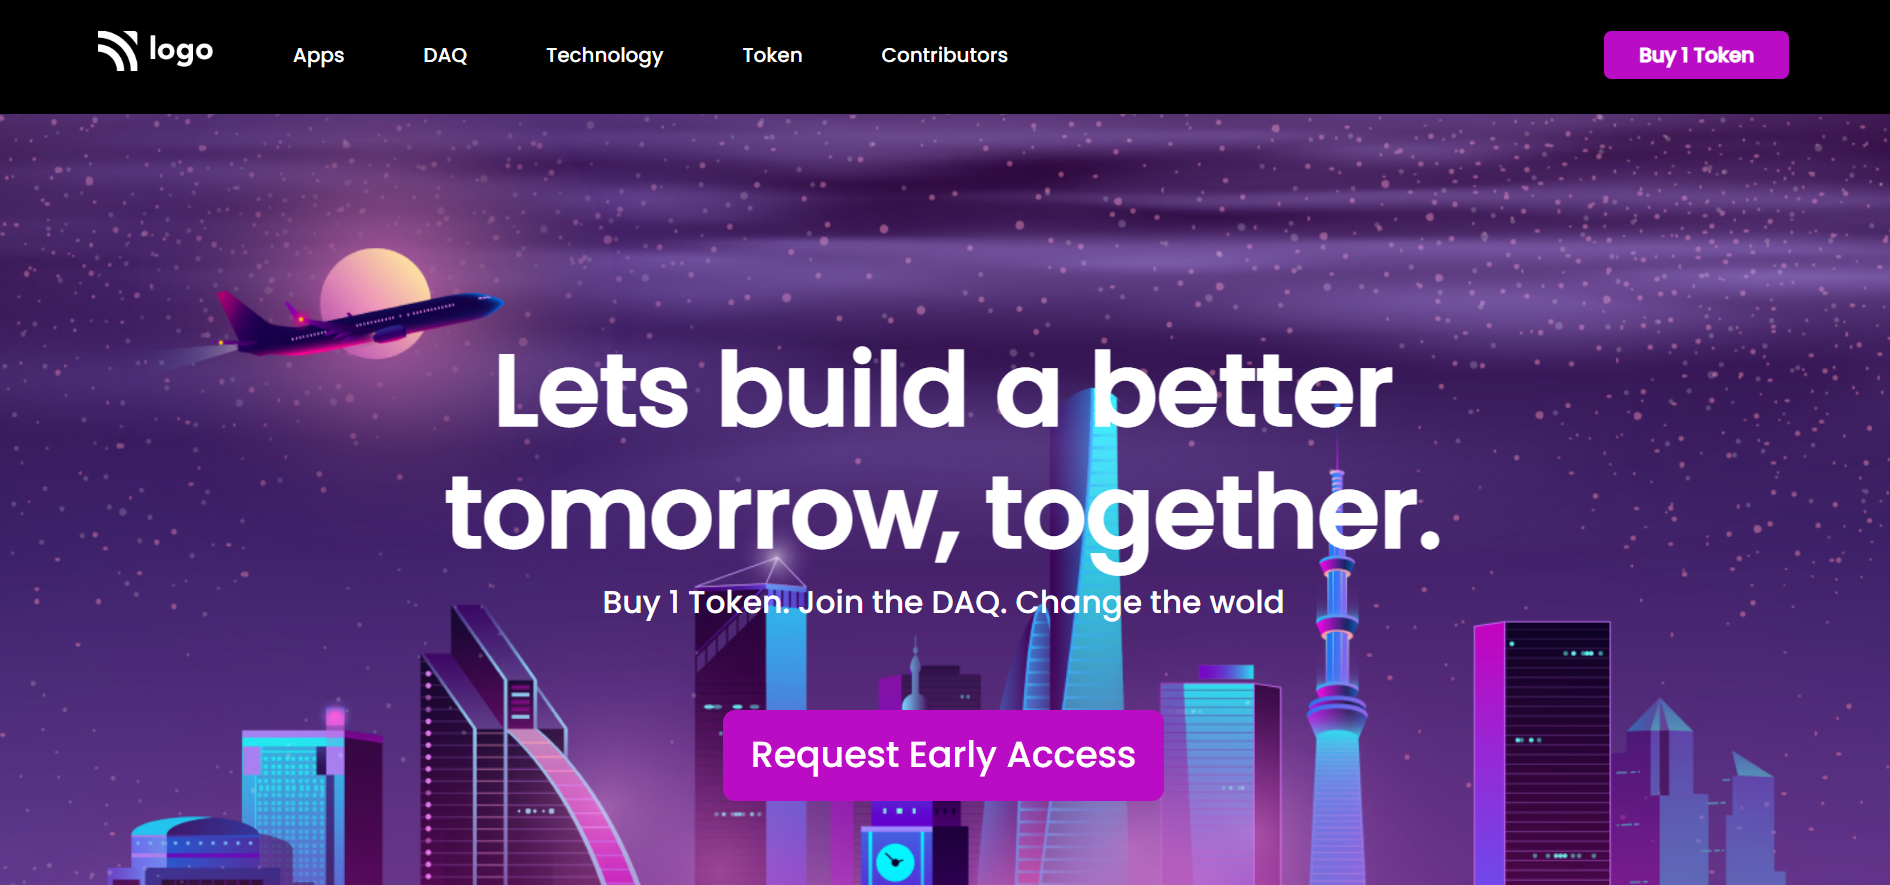 logo
Apps
DAQ
Technology
Token
Contributors
Buy 1 Token
Lets build a better
tomorrow, together.
Buy 1 Token. Join the DAQ. Change the wold
Request Early Access